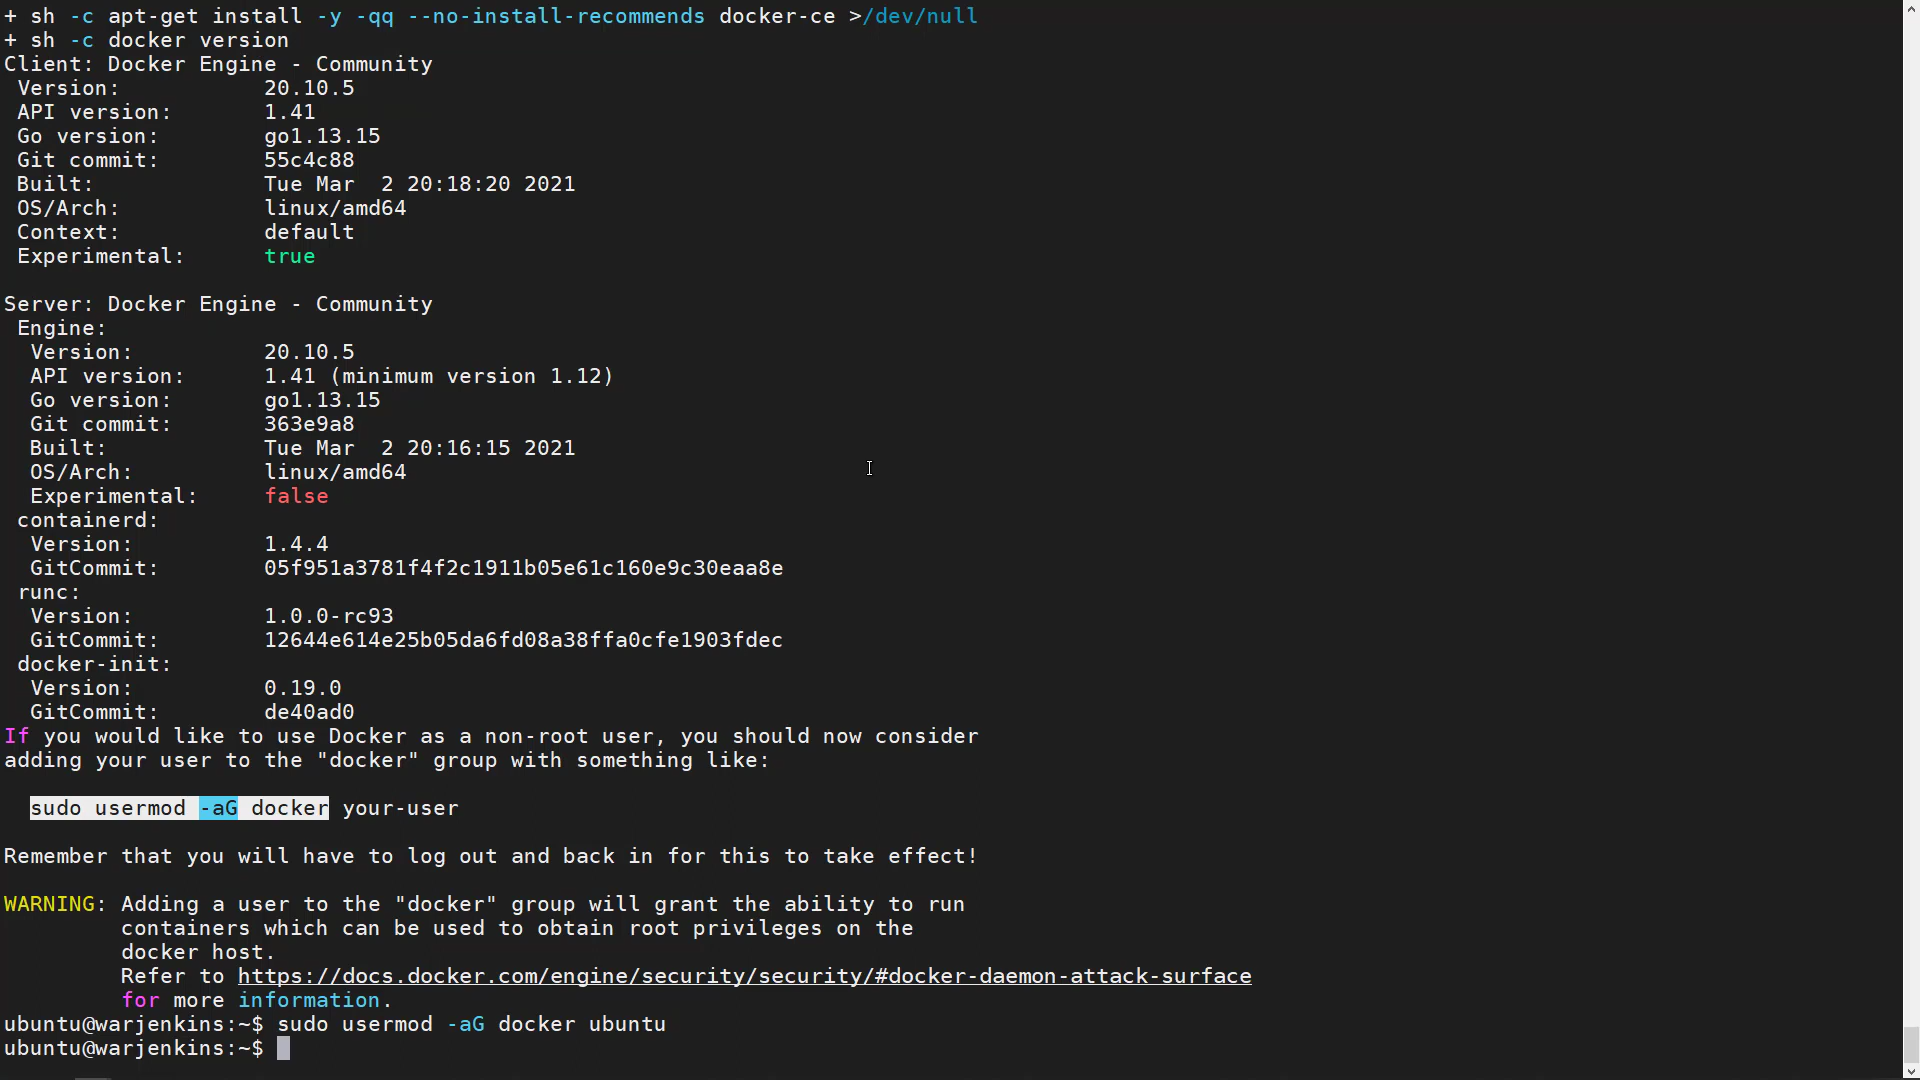 + sh -c apt-get install -y -qq --no-install-recommends docker-ce >/dev/null
+ sh -c docker version
Client: Docker Engine - Community
 Version:           20.10.5
 API version:       1.41
 Go version:        go1.13.15
 Git commit:        55c4c88
 Built:             Tue Mar  2 20:18:20 2021
 OS/Arch:           linux/amd64
 Context:           default
 Experimental:      true

Server: Docker Engine - Community
 Engine:
  Version:          20.10.5
  API version:      1.41 (minimum version 1.12)
  Go version:       go1.13.15
  Git commit:       363e9a8
  Built:            Tue Mar  2 20:16:15 2021
  OS/Arch:          linux/amd64
  Experimental:     false
 containerd:
  Version:          1.4.4
  GitCommit:        05f951a3781f4f2c1911b05e61c160e9c30eaa8e
 runc:
  Version:          1.0.0-rc93
  GitCommit:        12644e614e25b05da6fd08a38ffa0cfe1903fdec
 docker-init:
  Version:          0.19.0
  GitCommit:        de40ad0
If you would like to use Docker as a non-root user, you should now consider
adding your user to the "docker" group with something like:

  sudo usermod -aG docker your-user

Remember that you will have to log out and back in for this to take effect!

WARNING: Adding a user to the "docker" group will grant the ability to run
         containers which can be used to obtain root privileges on the
         docker host.
         Refer to https://docs.docker.com/engine/security/security/#docker-daemon-attack-surface
         for more information.
ubuntu@warjenkins:~$ sudo usermod -aG docker ubuntu
ubuntu@warjenkins:~$